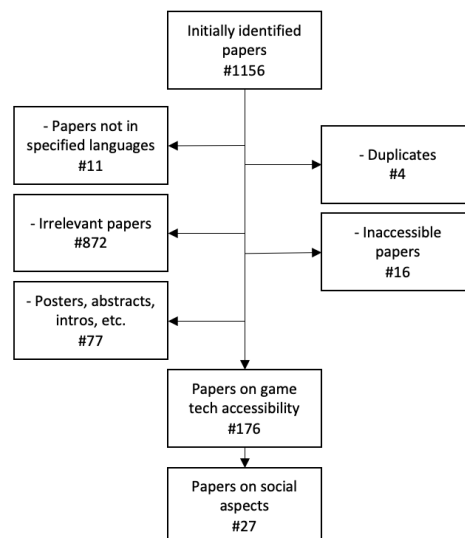 Initially identified
papers
#1156
- Papers not in
specified languages
#11
- Duplicates
#4
- Irrelevant papers
#872
- Inaccessible
papers
#16
- Posters, abstracts,
intros, etc.
#77
Papers on game
tech accessibility
#176
Papers on social
aspects
#27